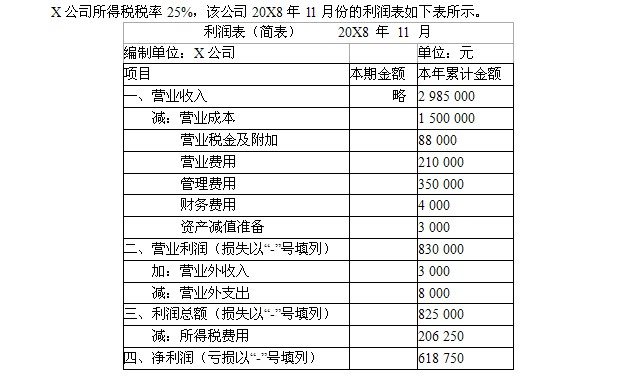 X 公司所得税税率 25%，该公司 20X8 年 11 月份的利润表如下表所示。
利润表（简表） 20X8 年 11 月
编制单位：X 公司 单位：元
项目 本期金额 本年累计金额
一、营业收入 略 2 985 000
减：营业成本 1 500 000
营业税金及附加 88 000
营业费用 210 000
管理费用 350 000
财务费用 4 000
资产减值准备 3 000
二、营业利润（损失以“-”号填列） 830 000
加：营业外收入 3 000
减：营业外支出 8 000
三、利润总额（损失以“-”号填列） 825 000
减：所得税费用 206 250
四、净利润（亏损以“-”号填列） 618 750